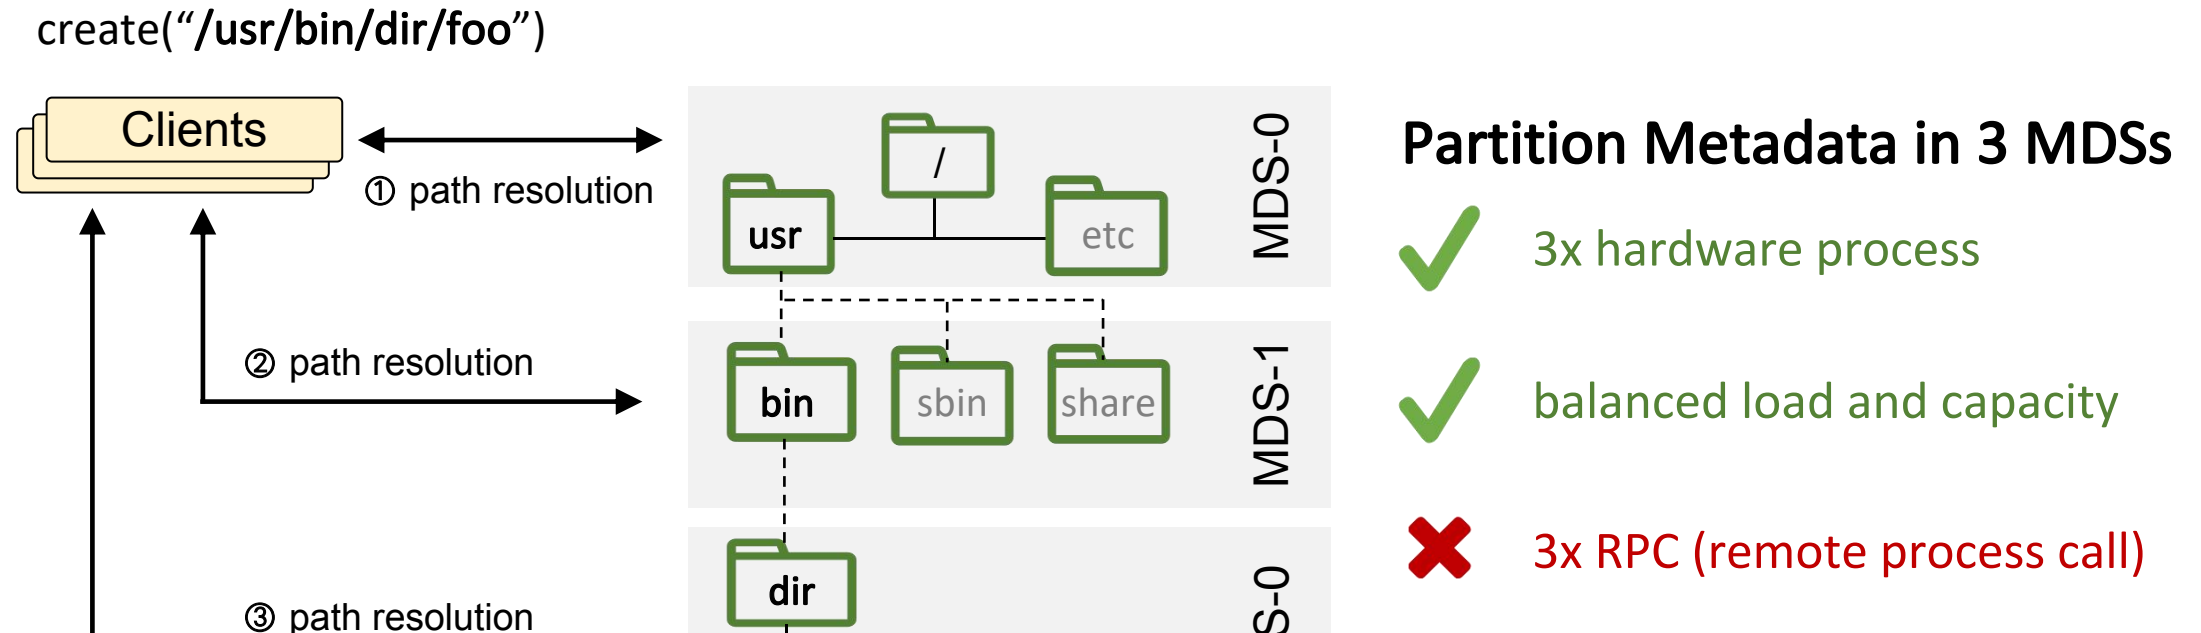 create(“/usr/bin/dir/foo”)
Clients
① path resolution
/
usr
etc
MDS-0
② path resolution
bin
sbin
share
MDS-1
③ path resolution
dir
S-0
Partition Metadata in 3 MDSs
3x hardware process
balanced load and capacity
3x RPC (remote process call)